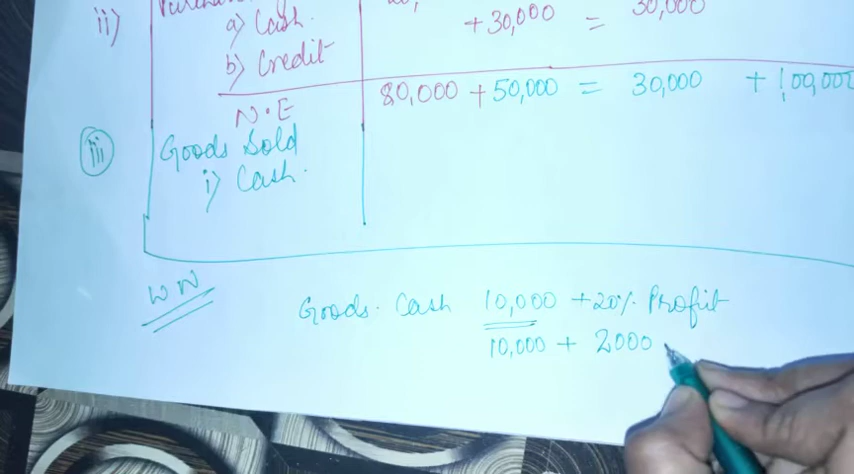 ii)
a) Cash. +30,000 = 30,000
b) Credit
N.E 80,000 + 50,000 = 30,000 + 1,00,000
iii Goods Sold
i) Cash.
WN
Goods. Cash 10,000 +20% Profit
10,000 + 2000